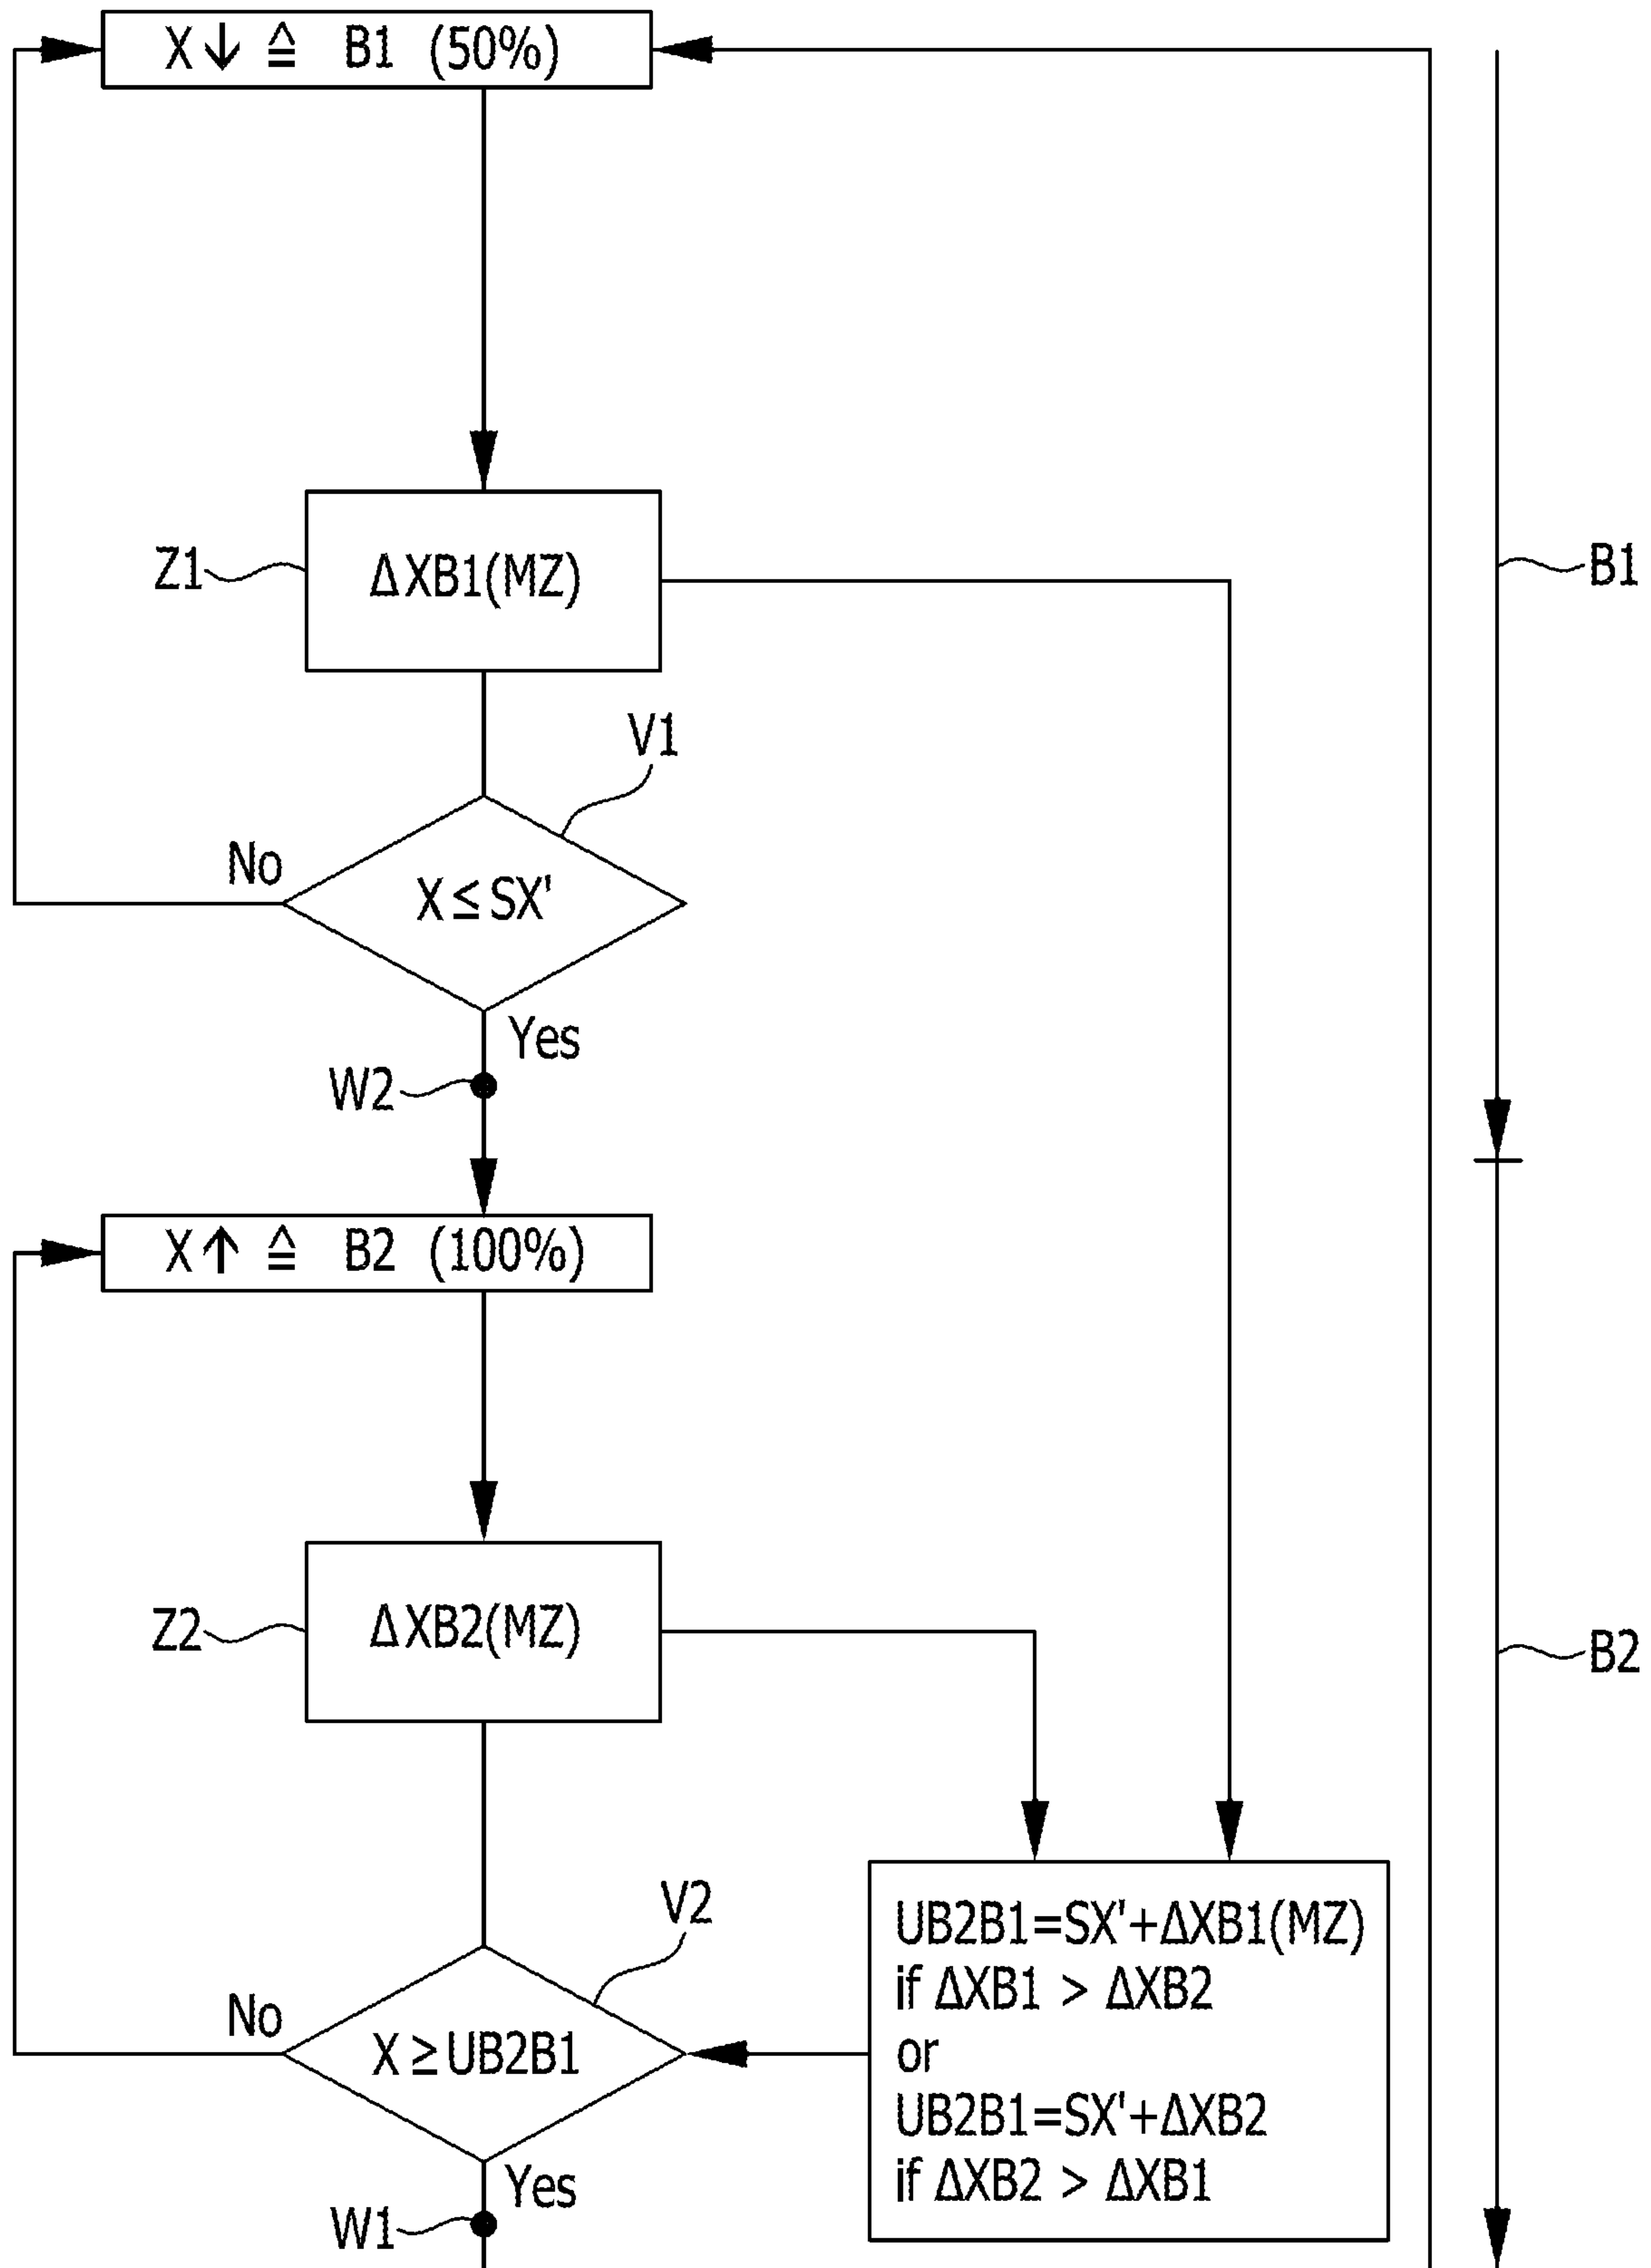 X ↓ ≙ B1 (50%)
Z1
ΔXB1(MZ)
B1
V1
No
X ≤ SX'
Yes
W2
X ↑ ≙ B2 (100%)
Z2
ΔXB2(MZ)
B2
V2
UB2B1=SX'+ΔXB1(MZ)
if ΔXB1 > ΔXB2
or
UB2B1=SX'+ΔXB2
if ΔXB2 > ΔXB1
No
X ≥ UB2B1
Yes
W1